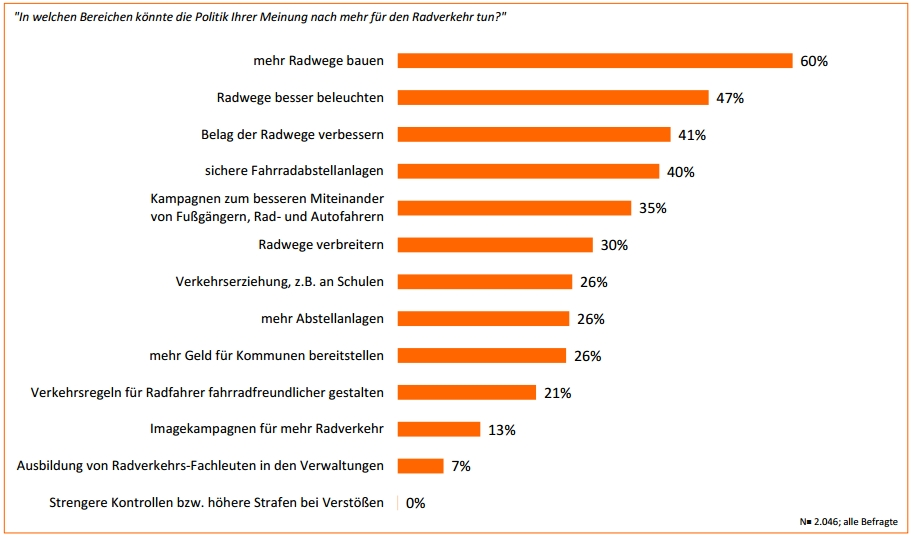 "In welchen Bereichen könnte die Politik Ihrer Meinung nach mehr für den Radverkehr tun?"
mehr Radwege bauen 60%
Radwege besser beleuchten 47%
Belag der Radwege verbessern 41%
sichere Fahrradabstellanlagen 40%
Kampagnen zum besseren Miteinander
von Fußgängern, Rad- und Autofahrern 35%
Radwege verbreitern 30%
Verkehrserziehung, z.B. an Schulen 26%
mehr Abstellanlagen 26%
mehr Geld für Kommunen bereitstellen 26%
Verkehrsregeln für Radfahrer fahrradfreundlicher gestalten 21%
Imagekampagnen für mehr Radverkehr 13%
Ausbildung von Radverkehrs-Fachleuten in den Verwaltungen 7%
Strengere Kontrollen bzw. höhere Strafen bei Verstößen 0%
N= 2.046; alle Befragte